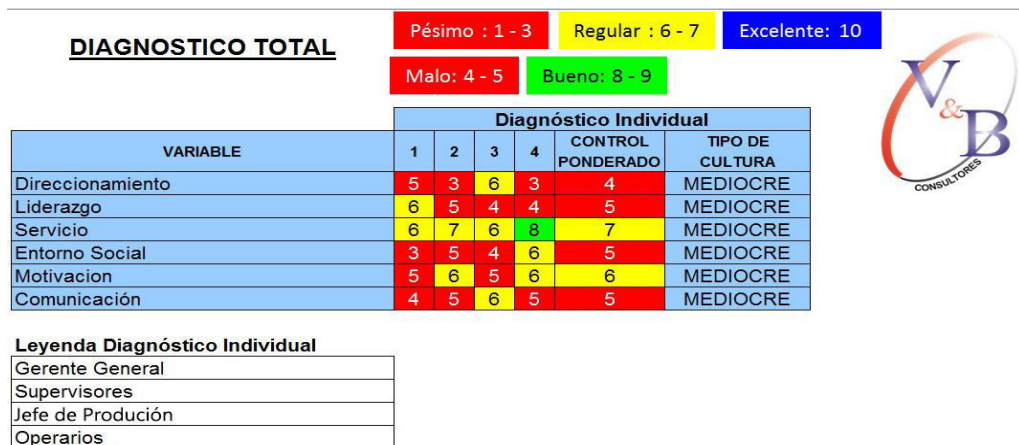 DIAGNOSTICO TOTAL
Pésimo : 1 - 3
Regular : 6 - 7
Excelente: 10
Malo: 4 - 5
Bueno: 8 - 9
V&B
CONSULTORES
Diagnóstico Individual
VARIABLE 1 2 3 4 CONTROL PONDERADO TIPO DE CULTURA
Direccionamiento 5 3 6 3 4 MEDIOCRE
Liderazgo 6 5 4 4 5 MEDIOCRE
Servicio 6 7 6 8 7 MEDIOCRE
Entorno Social 3 5 4 6 5 MEDIOCRE
Motivacion 5 6 5 6 6 MEDIOCRE
Comunicación 4 5 6 5 5 MEDIOCRE
Leyenda Diagnóstico Individual
Gerente General
Supervisores
Jefe de Produción
Operarios